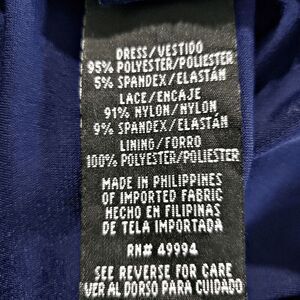 DRESS/VESTIDO
95% POLYESTER/POLIESTER
5% SPANDEX/ELASTÁN
LACE/ENCAJE
91% NYLON/NYLON
9% SPANDEX/ELASTÁN
LINING/FORRO
100% POLYESTER/POLIESTER
MADE IN PHILIPPINES
OF IMPORTED FABRIC
HECHO EN FILIPINAS
DE TELA IMPORTADA
RN# 49994
SEE REVERSE FOR CARE
VER AL DORSO PARA CUIDADO